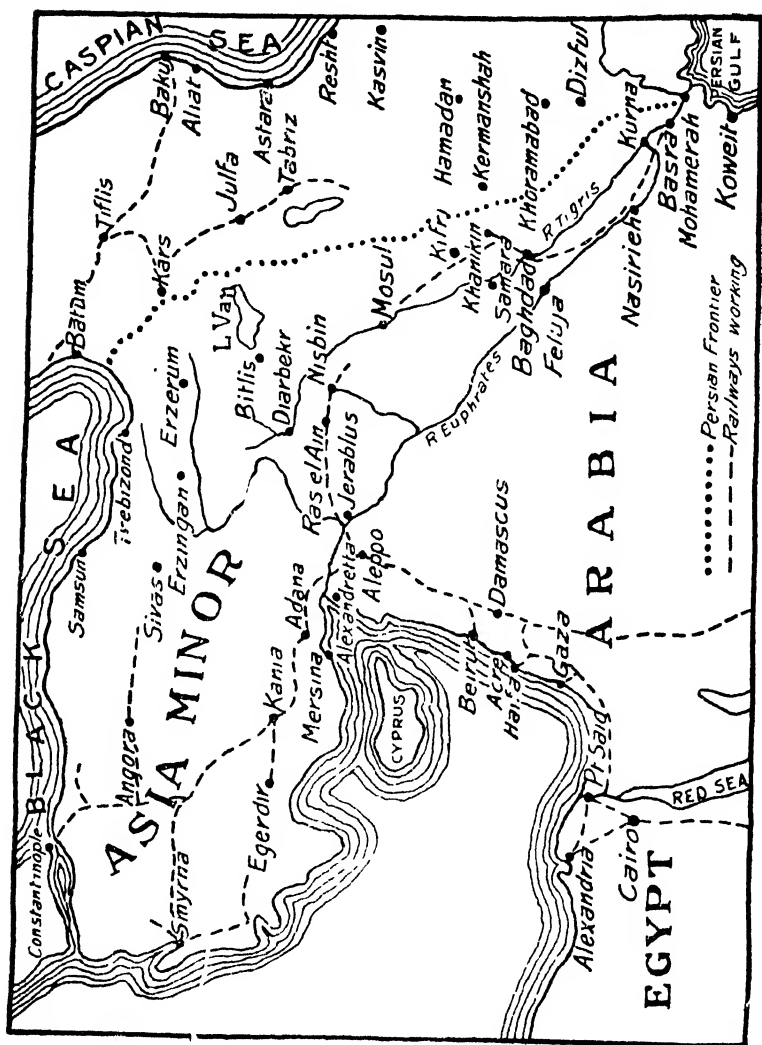 CASPIAN SEA
Baku
Aliat
Astara
Resht
Kasvin
Tiflis
Julfa
Tabriz
Hamadan
Kermanshah
Khoramabad
Dizful
Batum
Kars
L Van
Mosul
Kifri
Khanikin
Samara
Baghdad
Feluja
R Tigris
Kurna
Basra
Mohamerah
Nasirieh
Koweit
PERSIAN
GULF
BLACK SEA
Trebizond
Samsun
Erzerum
Erzingan
Sivas
Bitlis
Diarbekr
Nisbin
Ras el Ain
Jerablus
R Euphrates
Constantinople
Angora
ASIA MINOR
Smyrna
Egerdir
Kania
Adana
Mersina
Alexandretta
Aleppo
CYPRUS
Damascus
Beirut
Acre
Haifa
Gaza
ARABIA
Pt Said
Alexandria
Cairo
EGYPT
RED SEA
Persian Frontier
Railways working